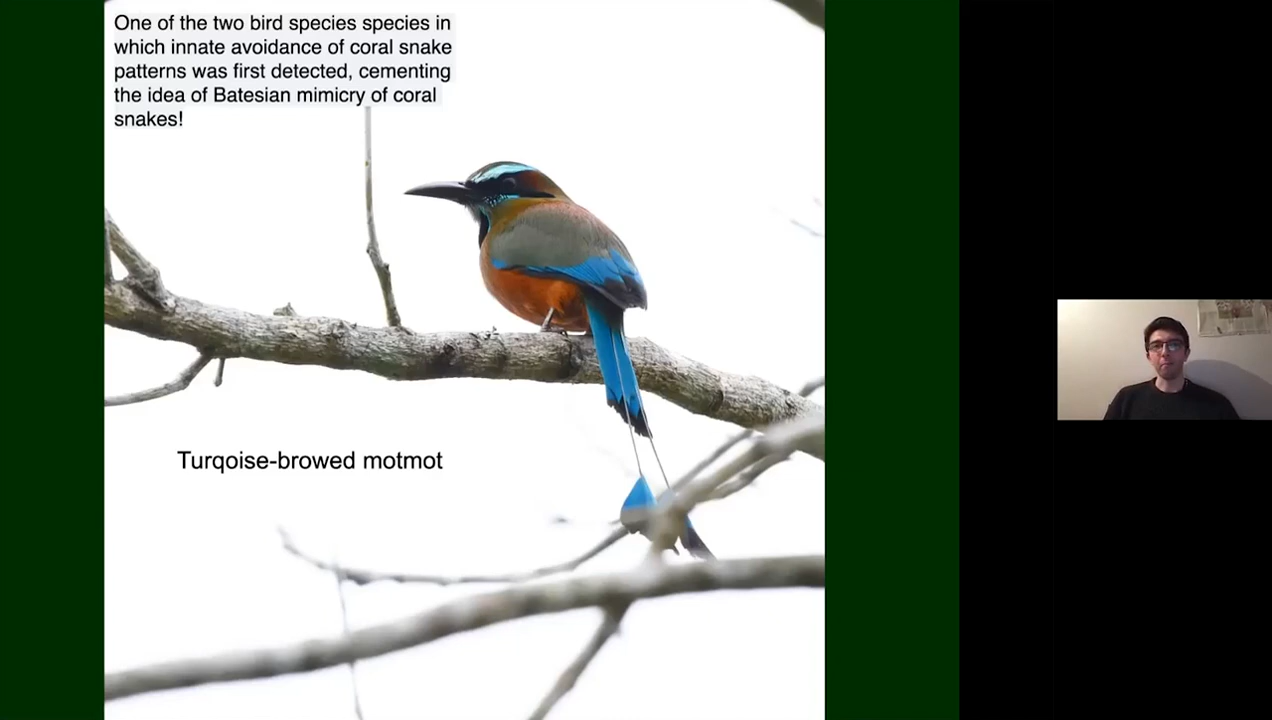 One of the two bird species species in
which innate avoidance of coral snake
patterns was first detected, cementing
the idea of Batesian mimicry of coral
snakes!
Turqoise-browed motmot